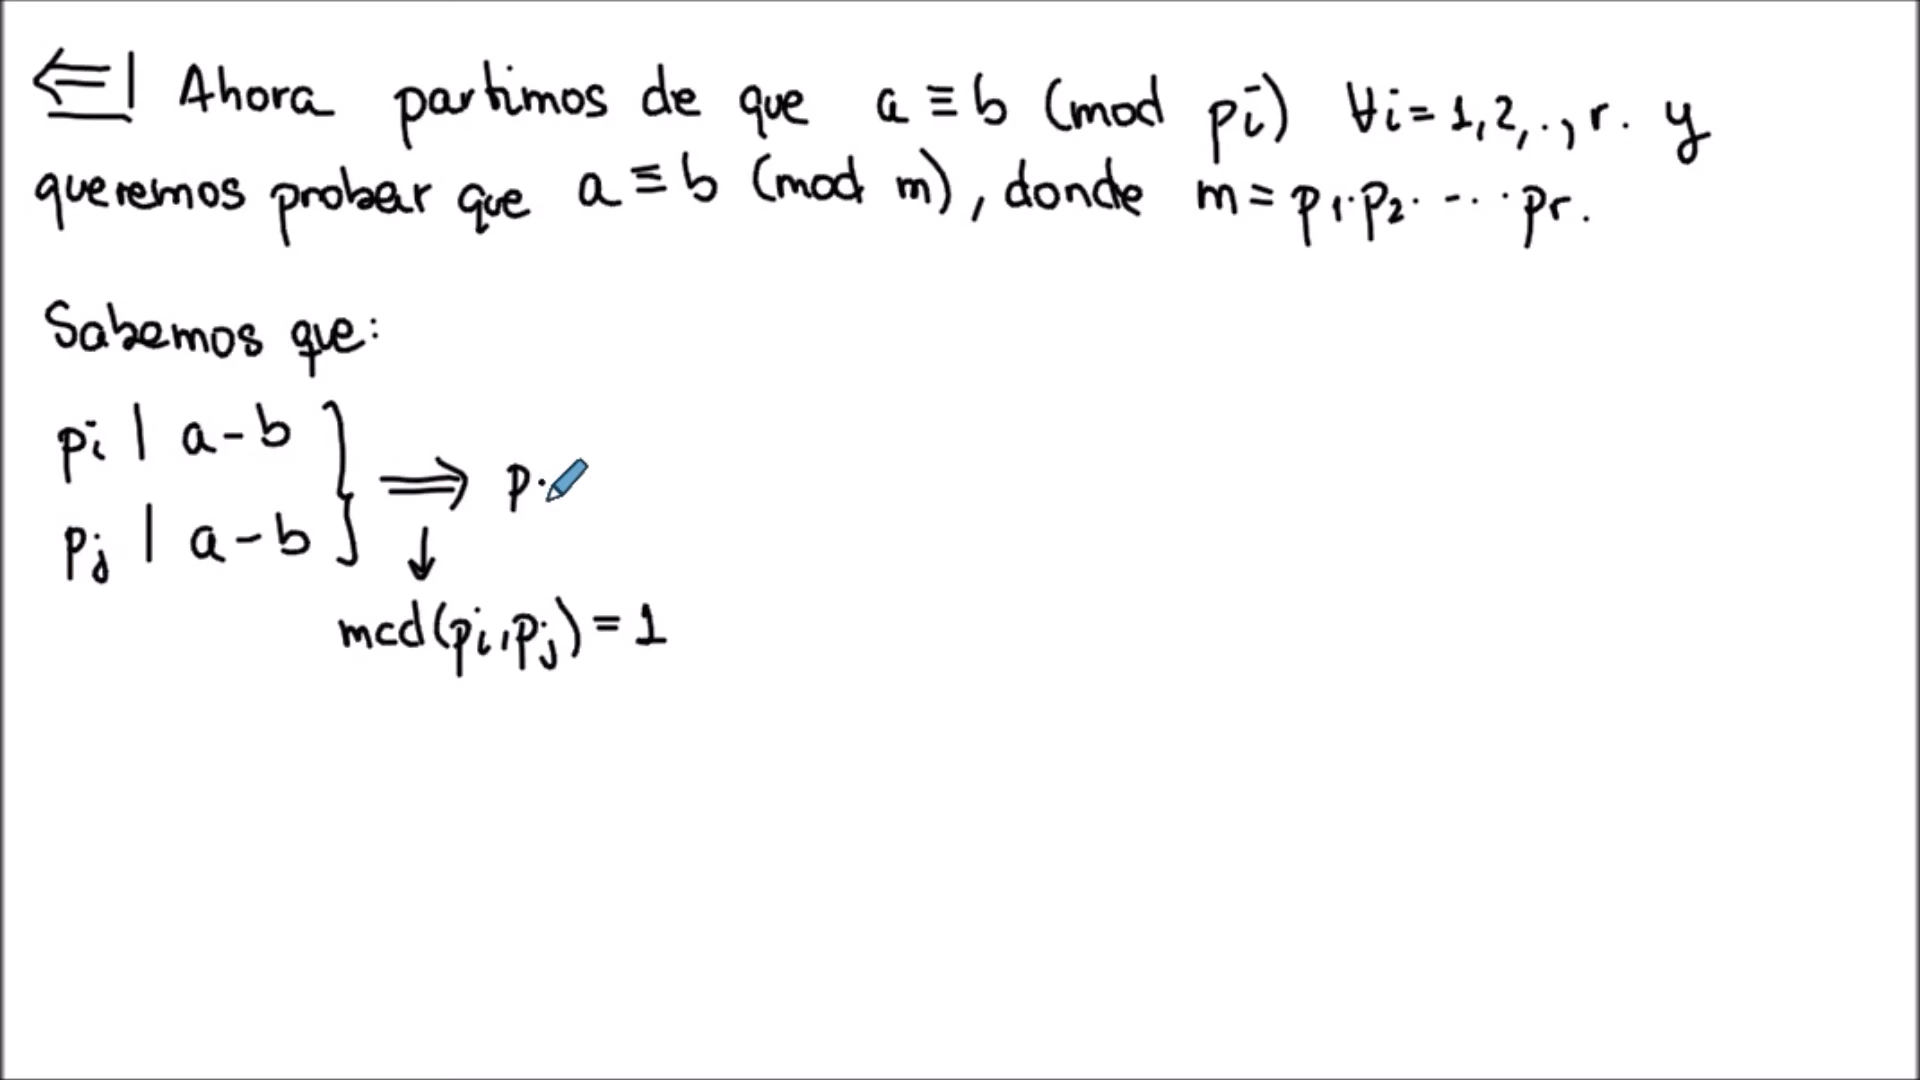 ⇐| Ahora partimos de que a ≡ b (mod pi) ∀i = 1, 2, ., r. y
queremos probar que a ≡ b (mod m), donde m = p1·p2· ... ·pr.
Sabemos que:
pi | a - b
pj | a - b } ⟹ p.
↓
mcd(pi, pj) = 1